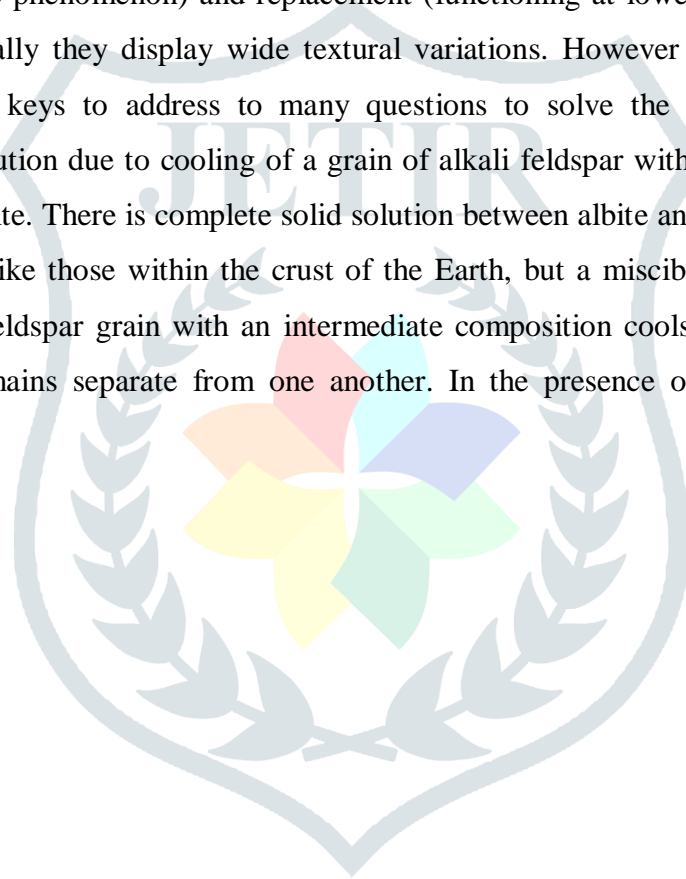 phenomenon) and replacement (functioning at lowe
ally they display wide textural variations. However
keys to address to many questions to solve the
ution due to cooling of a grain of alkali feldspar with
ite. There is complete solid solution between albite an
ike those within the crust of the Earth, but a miscib
eldspar grain with an intermediate composition cools
mains separate from one another. In the presence o
JETIR